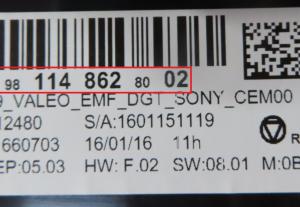 98 114 862 80 02
9_VALEO_EMF_DGT_SONY_CEM00
12480 S/A:1601151119
660703 16/01/16 11h
EP:05.03 HW: F.02 SW:08.01 M:0B